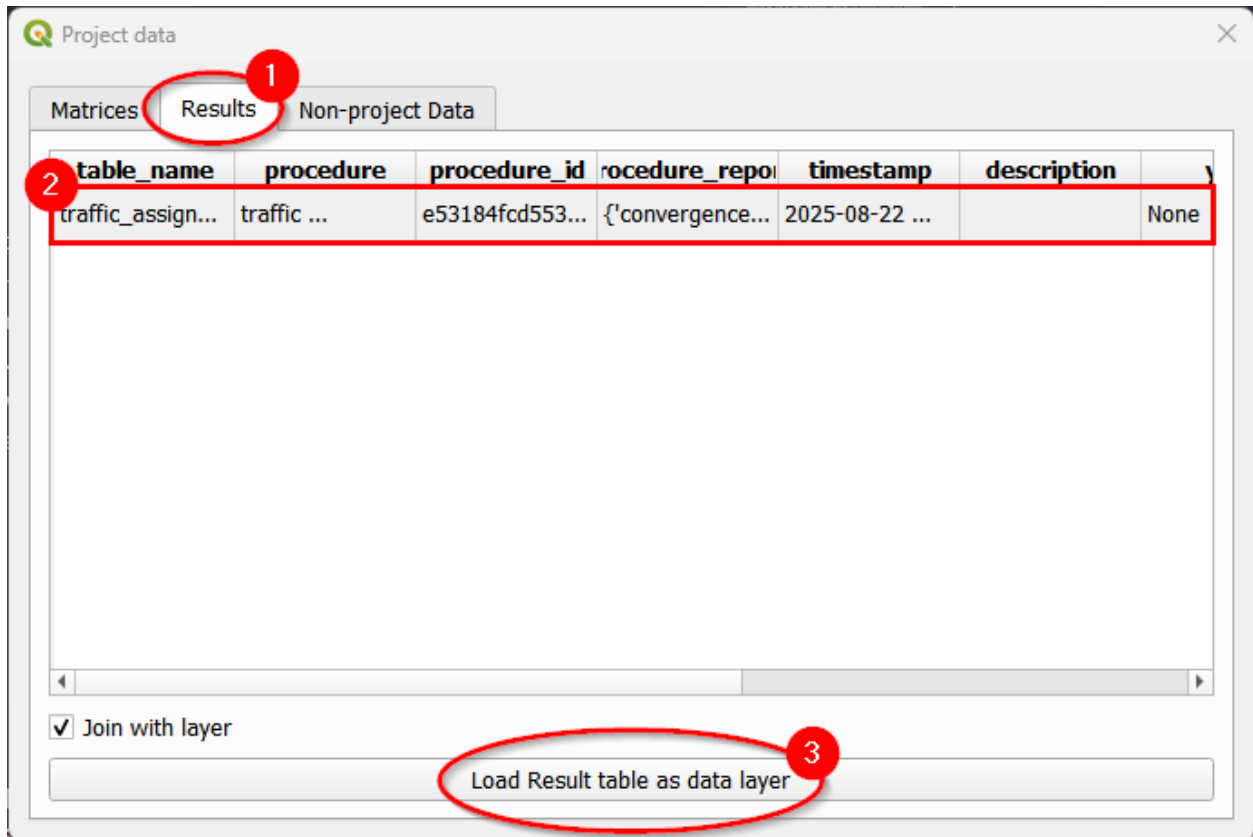 Project data
1
Matrices Results Non-project Data
table_name procedure procedure_id rocedure_repo timestamp description
2
traffic_assign... traffic ... e53184fcd553... {'convergence... 2025-08-22 ... None
Join with layer
3
Load Result table as data layer